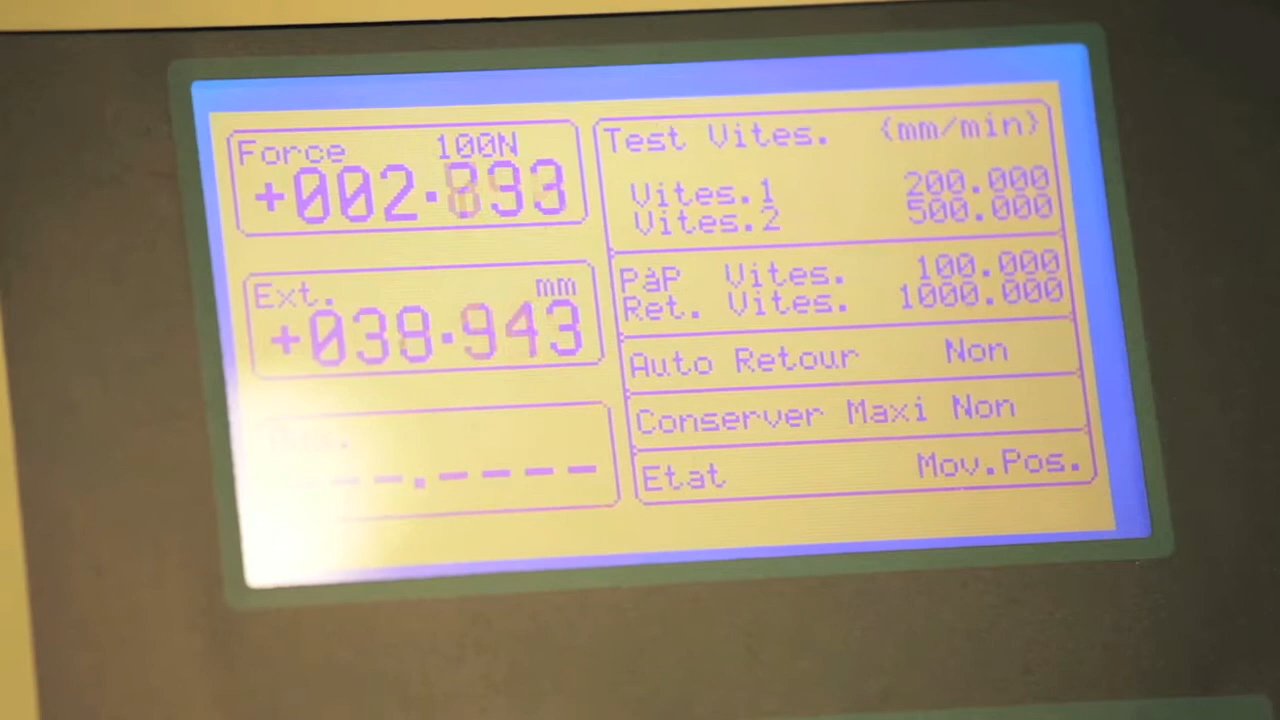 Force 100N
+002.893
Ext. mm
+038.943
--.----
Test Vites. (mm/min)
Vites.1 200.000
Vites.2 500.000
PàP Vites. 100.000
Ret. Vites. 1000.000
Auto Retour Non
Conserver Maxi Non
Etat Mov.Pos.